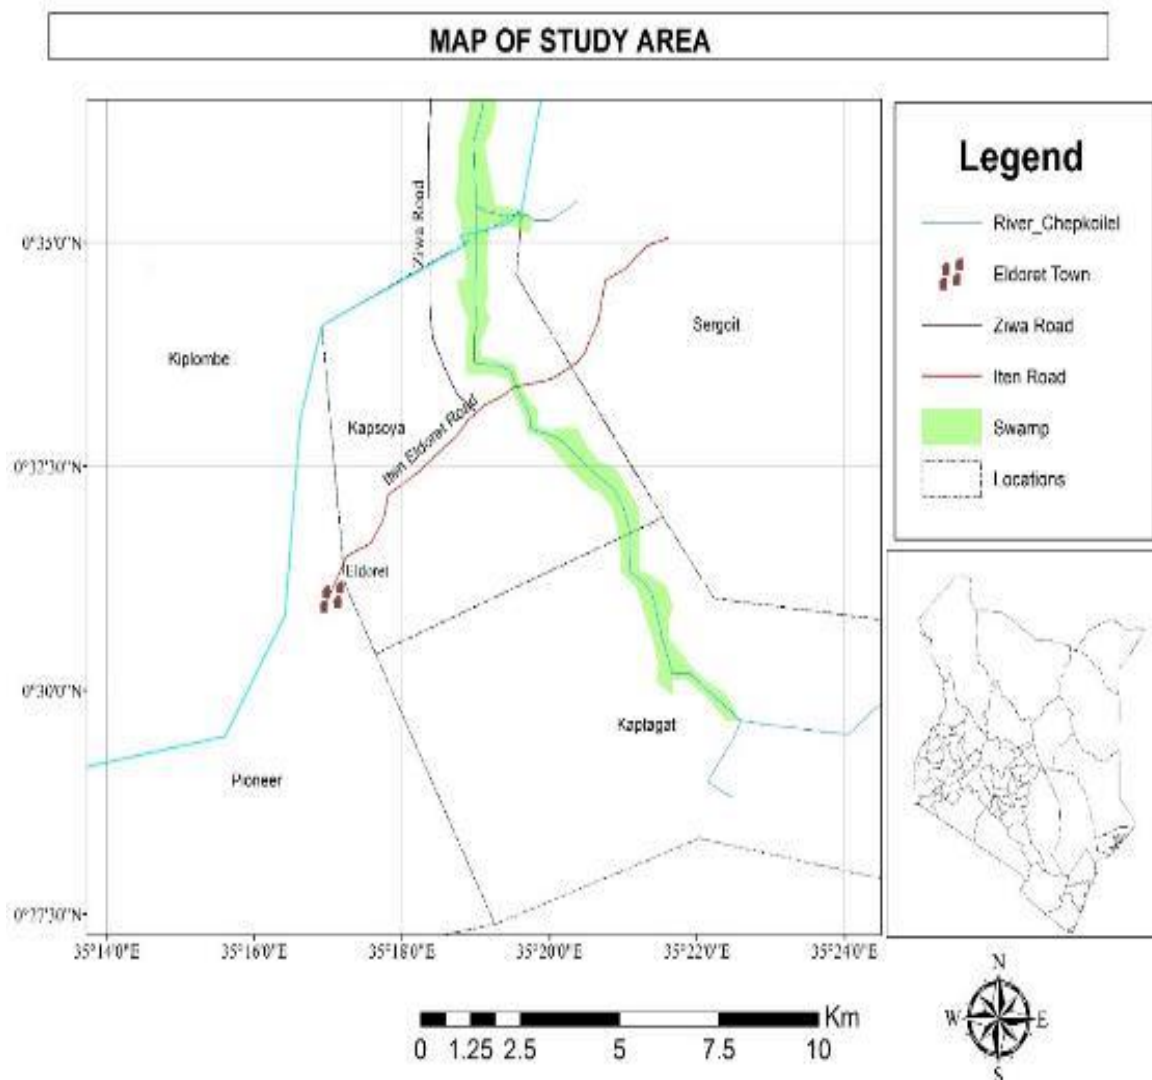 MAP OF STUDY AREA
Legend
River_Chepkoilel
Eldoret Town
Ziwa Road
Iten Road
Swamp
Locations
Ziwa Road
0°35'0"N
Sergoit
Kiplombe
Kapsoya
Iten Eldoret Road
0°32'30"N
Eldoret
0°30'0"N
Kaptagat
Pioneer
0°27'30"N
35°14'0"E 35°16'0"E 35°18'0"E 35°20'0"E 35°22'0"E 35°24'0"E
N
W E
S
Km
0 1.25 2.5 5 7.5 10